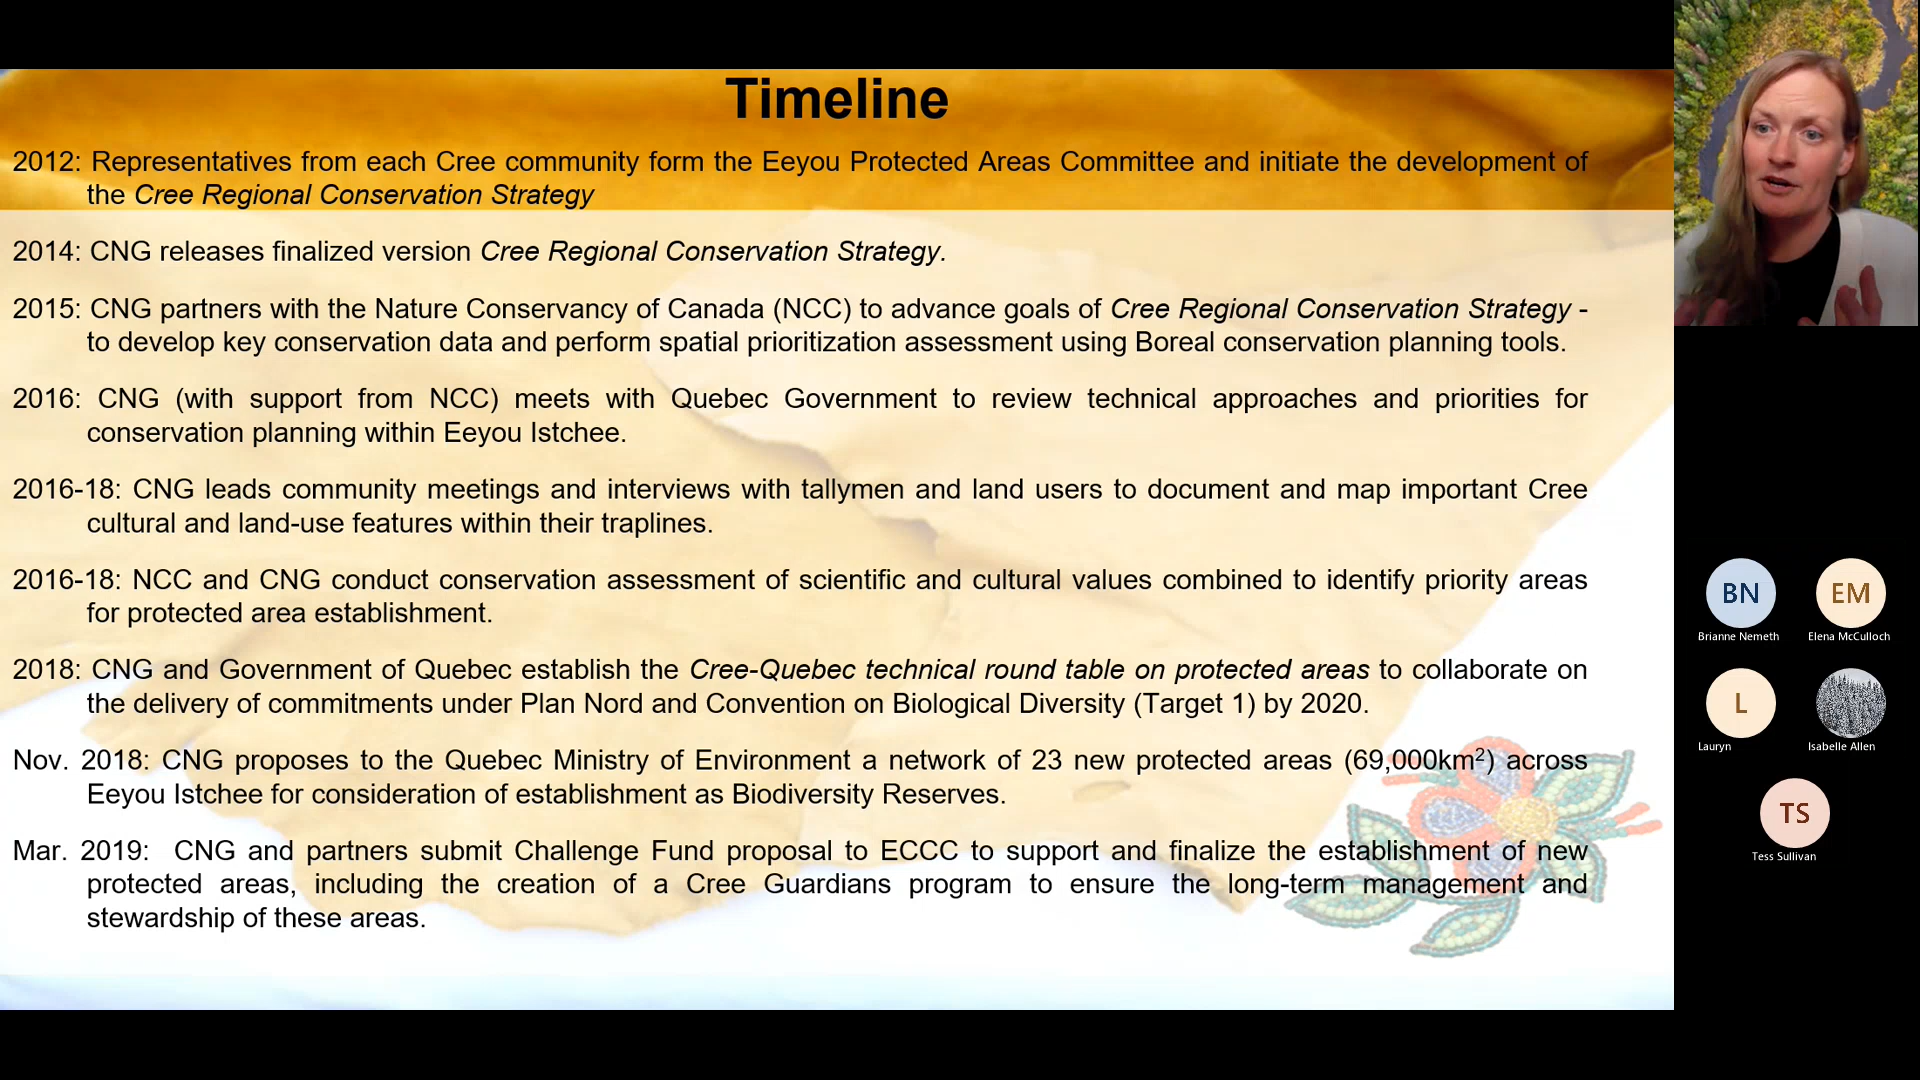 Timeline
2012: Representatives from each Cree community form the Eeyou Protected Areas Committee and initiate the development of
the Cree Regional Conservation Strategy
2014: CNG releases finalized version Cree Regional Conservation Strategy.
2015: CNG partners with the Nature Conservancy of Canada (NCC) to advance goals of Cree Regional Conservation Strategy -
to develop key conservation data and perform spatial prioritization assessment using Boreal conservation planning tools.
2016: CNG (with support from NCC) meets with Quebec Government to review technical approaches and priorities for
conservation planning within Eeyou Istchee.
2016-18: CNG leads community meetings and interviews with tallymen and land users to document and map important Cree
cultural and land-use features within their traplines.
2016-18: NCC and CNG conduct conservation assessment of scientific and cultural values combined to identify priority areas
for protected area establishment.
2018: CNG and Government of Quebec establish the Cree-Quebec technical round table on protected areas to collaborate on
the delivery of commitments under Plan Nord and Convention on Biological Diversity (Target 1) by 2020.
Nov. 2018: CNG proposes to the Quebec Ministry of Environment a network of 23 new protected areas (69,000km²) across
Eeyou Istchee for consideration of establishment as Biodiversity Reserves.
Mar. 2019: CNG and partners submit Challenge Fund proposal to ECCC to support and finalize the establishment of new
protected areas, including the creation of a Cree Guardians program to ensure the long-term management and
stewardship of these areas.
BN
Brianne Nemeth
EM
Elena McCulloch
L
Lauryn
Isabelle Allen
TS
Tess Sullivan